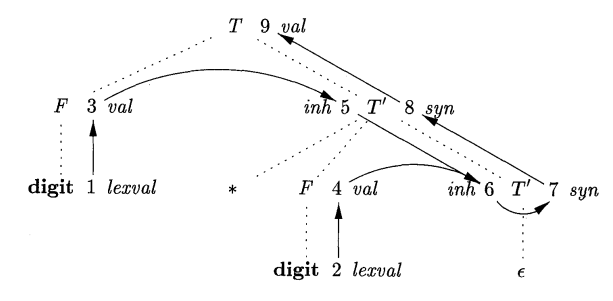 T 9 val
F 3 val inh 5 T′ 8 syn
digit 1 lexval * F 4 val inh 6 T′ 7 syn
digit 2 lexval ϵ